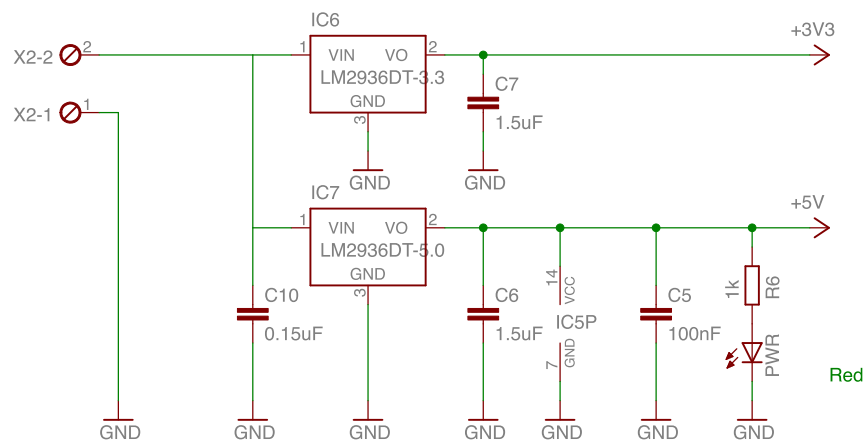 IC6
+3V3
X2-2
2
1
VIN
VO
2
LM2936DT-3.3
GND
3
C7
1.5uF
X2-1
1
GND
GND
IC7
+5V
1
VIN
VO
2
LM2936DT-5.0
GND
3
C10
0.15uF
C6
1.5uF
14
VCC
IC5P
7
GND
C5
100nF
1k
R6
PWR
Red
GND
GND
GND
GND
GND
GND
GND